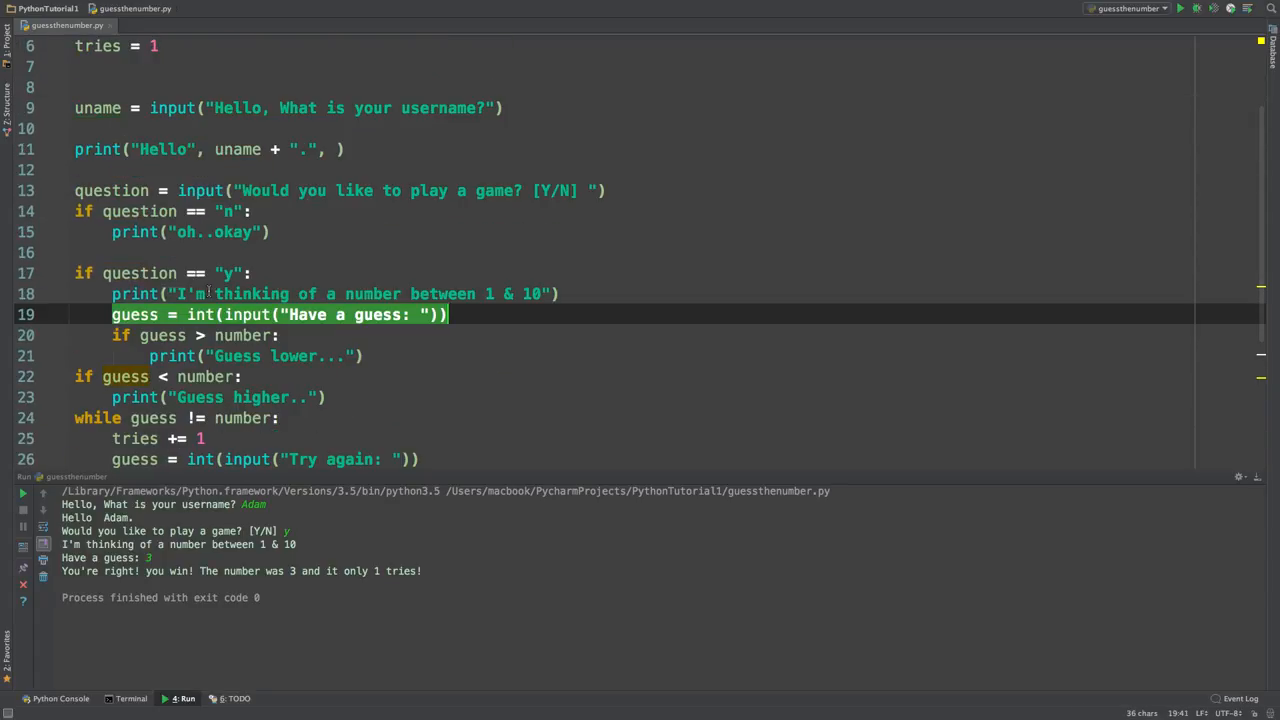 PythonTutorial1 guessthenumber.py guessthenumber
guessthenumber.py
1: Project
Z: Structure
2: Favorites
Database
6 tries = 1
7
8
9 uname = input("Hello, What is your username?")
10
11 print("Hello", uname + ".", )
12
13 question = input("Would you like to play a game? [Y/N] ")
14 if question == "n":
15 print("oh..okay")
16
17 if question == "y":
18 print("I'm thinking of a number between 1 & 10")
19 guess = int(input("Have a guess: "))
20 if guess > number:
21 print("Guess lower...")
22 if guess < number:
23 print("Guess higher..")
24 while guess != number:
25 tries += 1
26 guess = int(input("Try again: "))
Run guessthenumber
/Library/Frameworks/Python.framework/Versions/3.5/bin/python3.5 /Users/macbook/PycharmProjects/PythonTutorial1/guessthenumber.py
Hello, What is your username? Adam
Hello  Adam.
Would you like to play a game? [Y/N] y
I'm thinking of a number between 1 & 10
Have a guess: 3
You're right! you win! The number was 3 and it only 1 tries!
Process finished with exit code 0
Python Console Terminal 4: Run 6: TODO Event Log
36 chars 19:41 LF÷ UTF-8÷